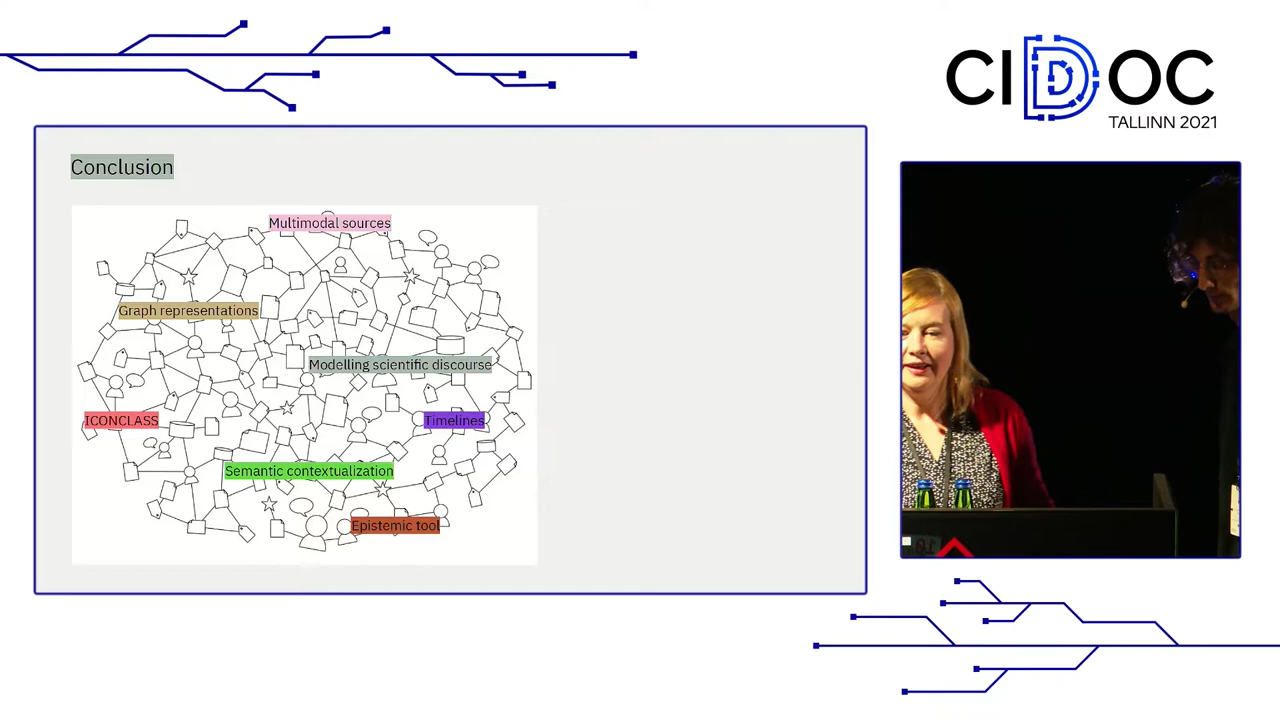 CIDOC
TALLINN 2021
Conclusion
Multimodal sources
Graph representations
Modelling scientific discourse
ICONCLASS
Timelines
Semantic contextualization
Epistemic tool